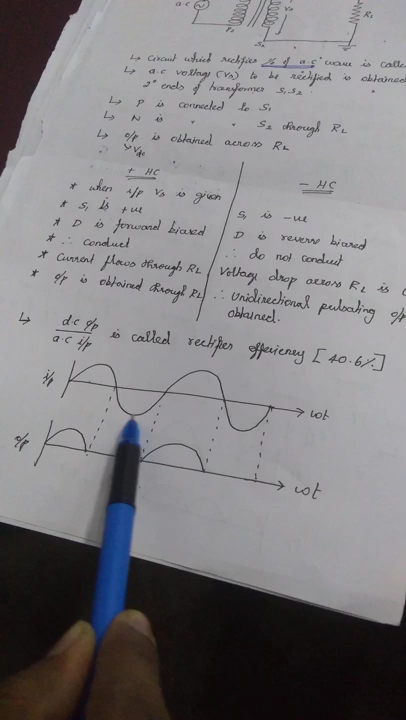 a.c
R L
S₂
↳ circuit which rectifies ½ of a.c wave is called
↳ a.c voltage (Vs) to be rectified is obtained
2° ends of transformer S₁S₂.
↳ P is connected to S₁
↳ N is " " S₂ through RL
↳ o/p is obtained across RL
+ HC
* when i/p Vs is given
* S₁ is +ve
* D is forward biased
* ∴ conduct
* Current flows through RL
* o/p is obtained through RL
- HC
S₁ is -ve
D is reverse biased
∴ do not conduct
Voltage drop across RL is
∴ Unidirectional pulsating o/p
obtained.
↳ d.c o/p / a.c i/p is called rectifier efficiency [40.6%]
i/p
ωt
o/p
ωt